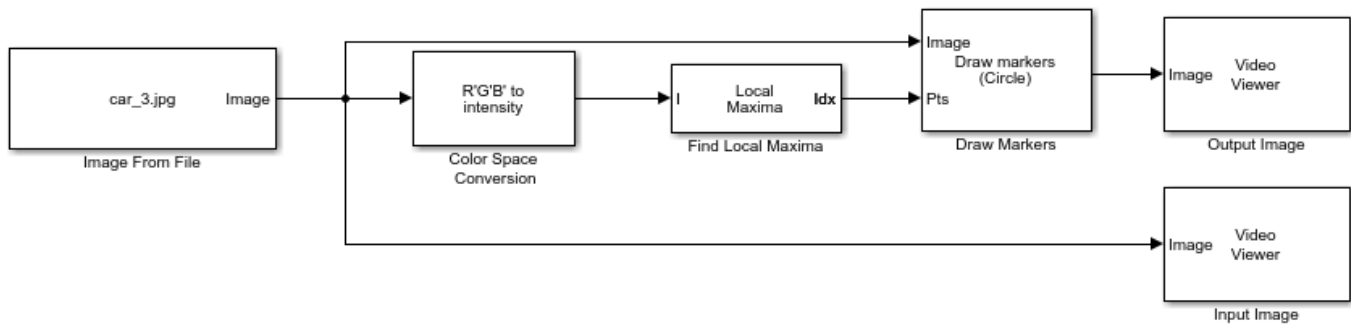 car_3.jpg
Image
Image From File
R'G'B' to
intensity
Color Space
Conversion
I
Local
Maxima
Idx
Find Local Maxima
Image
Draw markers
(Circle)
Pts
Draw Markers
Image
Video
Viewer
Output Image
Image
Video
Viewer
Input Image